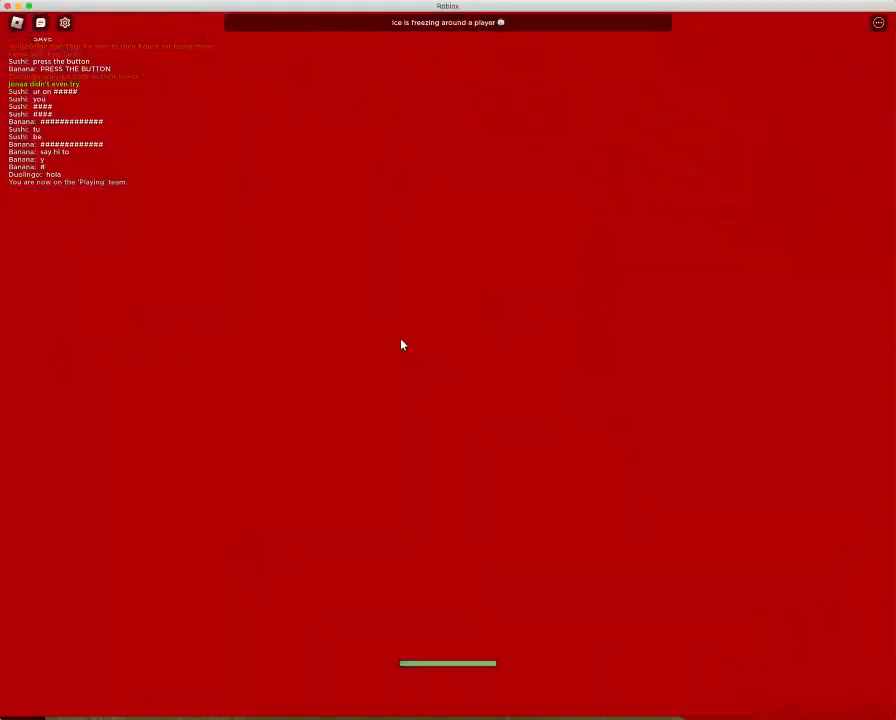 Roblox
Ice is freezing around a player
SAVE
Sushi: press the button
Banana: PRESS THE BUTTON
jonaa didn't even try.
Sushi: ur on #####
Sushi: you
Sushi: ####
Sushi: ####
Banana: #############
Sushi: tu
Sushi: be
Banana: #############
Banana: say hi to
Banana: y
Banana: #
Duolingo: hola
You are now on the 'Playing' team.